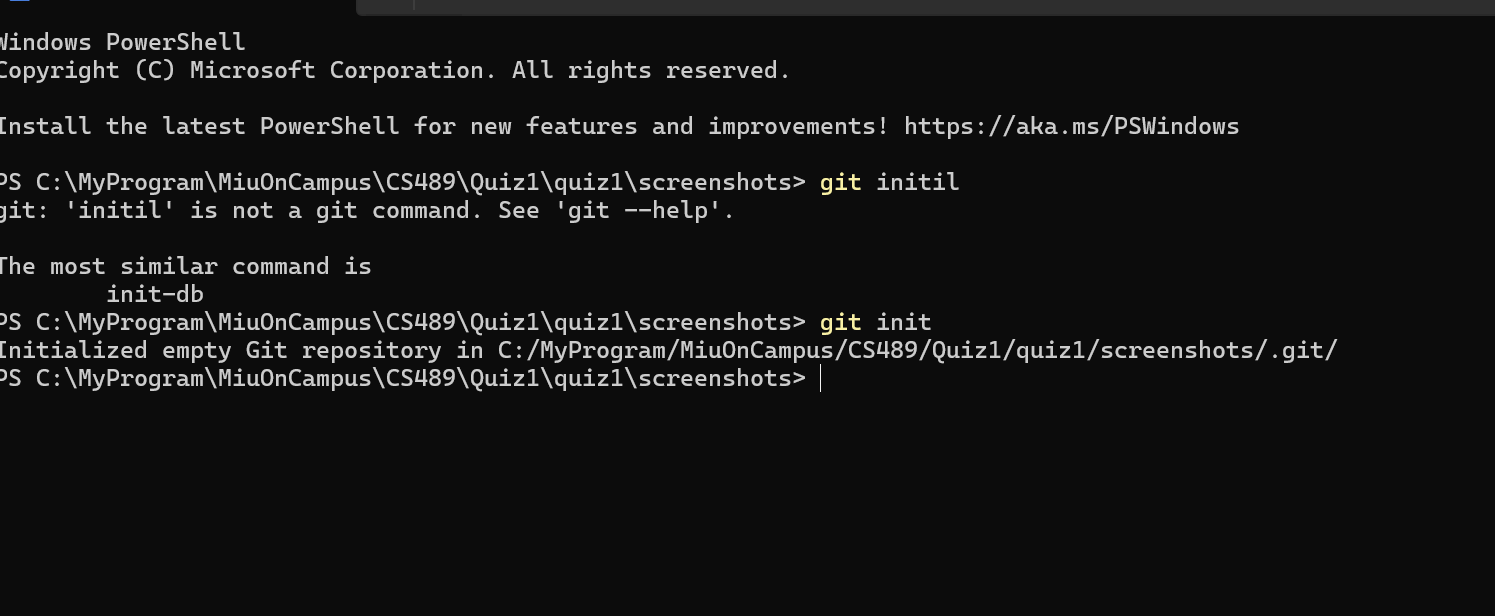 Windows PowerShell
Copyright (C) Microsoft Corporation. All rights reserved.
Install the latest PowerShell for new features and improvements! https://aka.ms/PSWindows
PS C:\MyProgram\MiuOnCampus\CS489\Quiz1\quiz1\screenshots> git initil
git: 'initil' is not a git command. See 'git --help'.
The most similar command is
init-db
PS C:\MyProgram\MiuOnCampus\CS489\Quiz1\quiz1\screenshots> git init
Initialized empty Git repository in C:/MyProgram/MiuOnCampus/CS489/Quiz1/quiz1/screenshots/.git/
PS C:\MyProgram\MiuOnCampus\CS489\Quiz1\quiz1\screenshots>